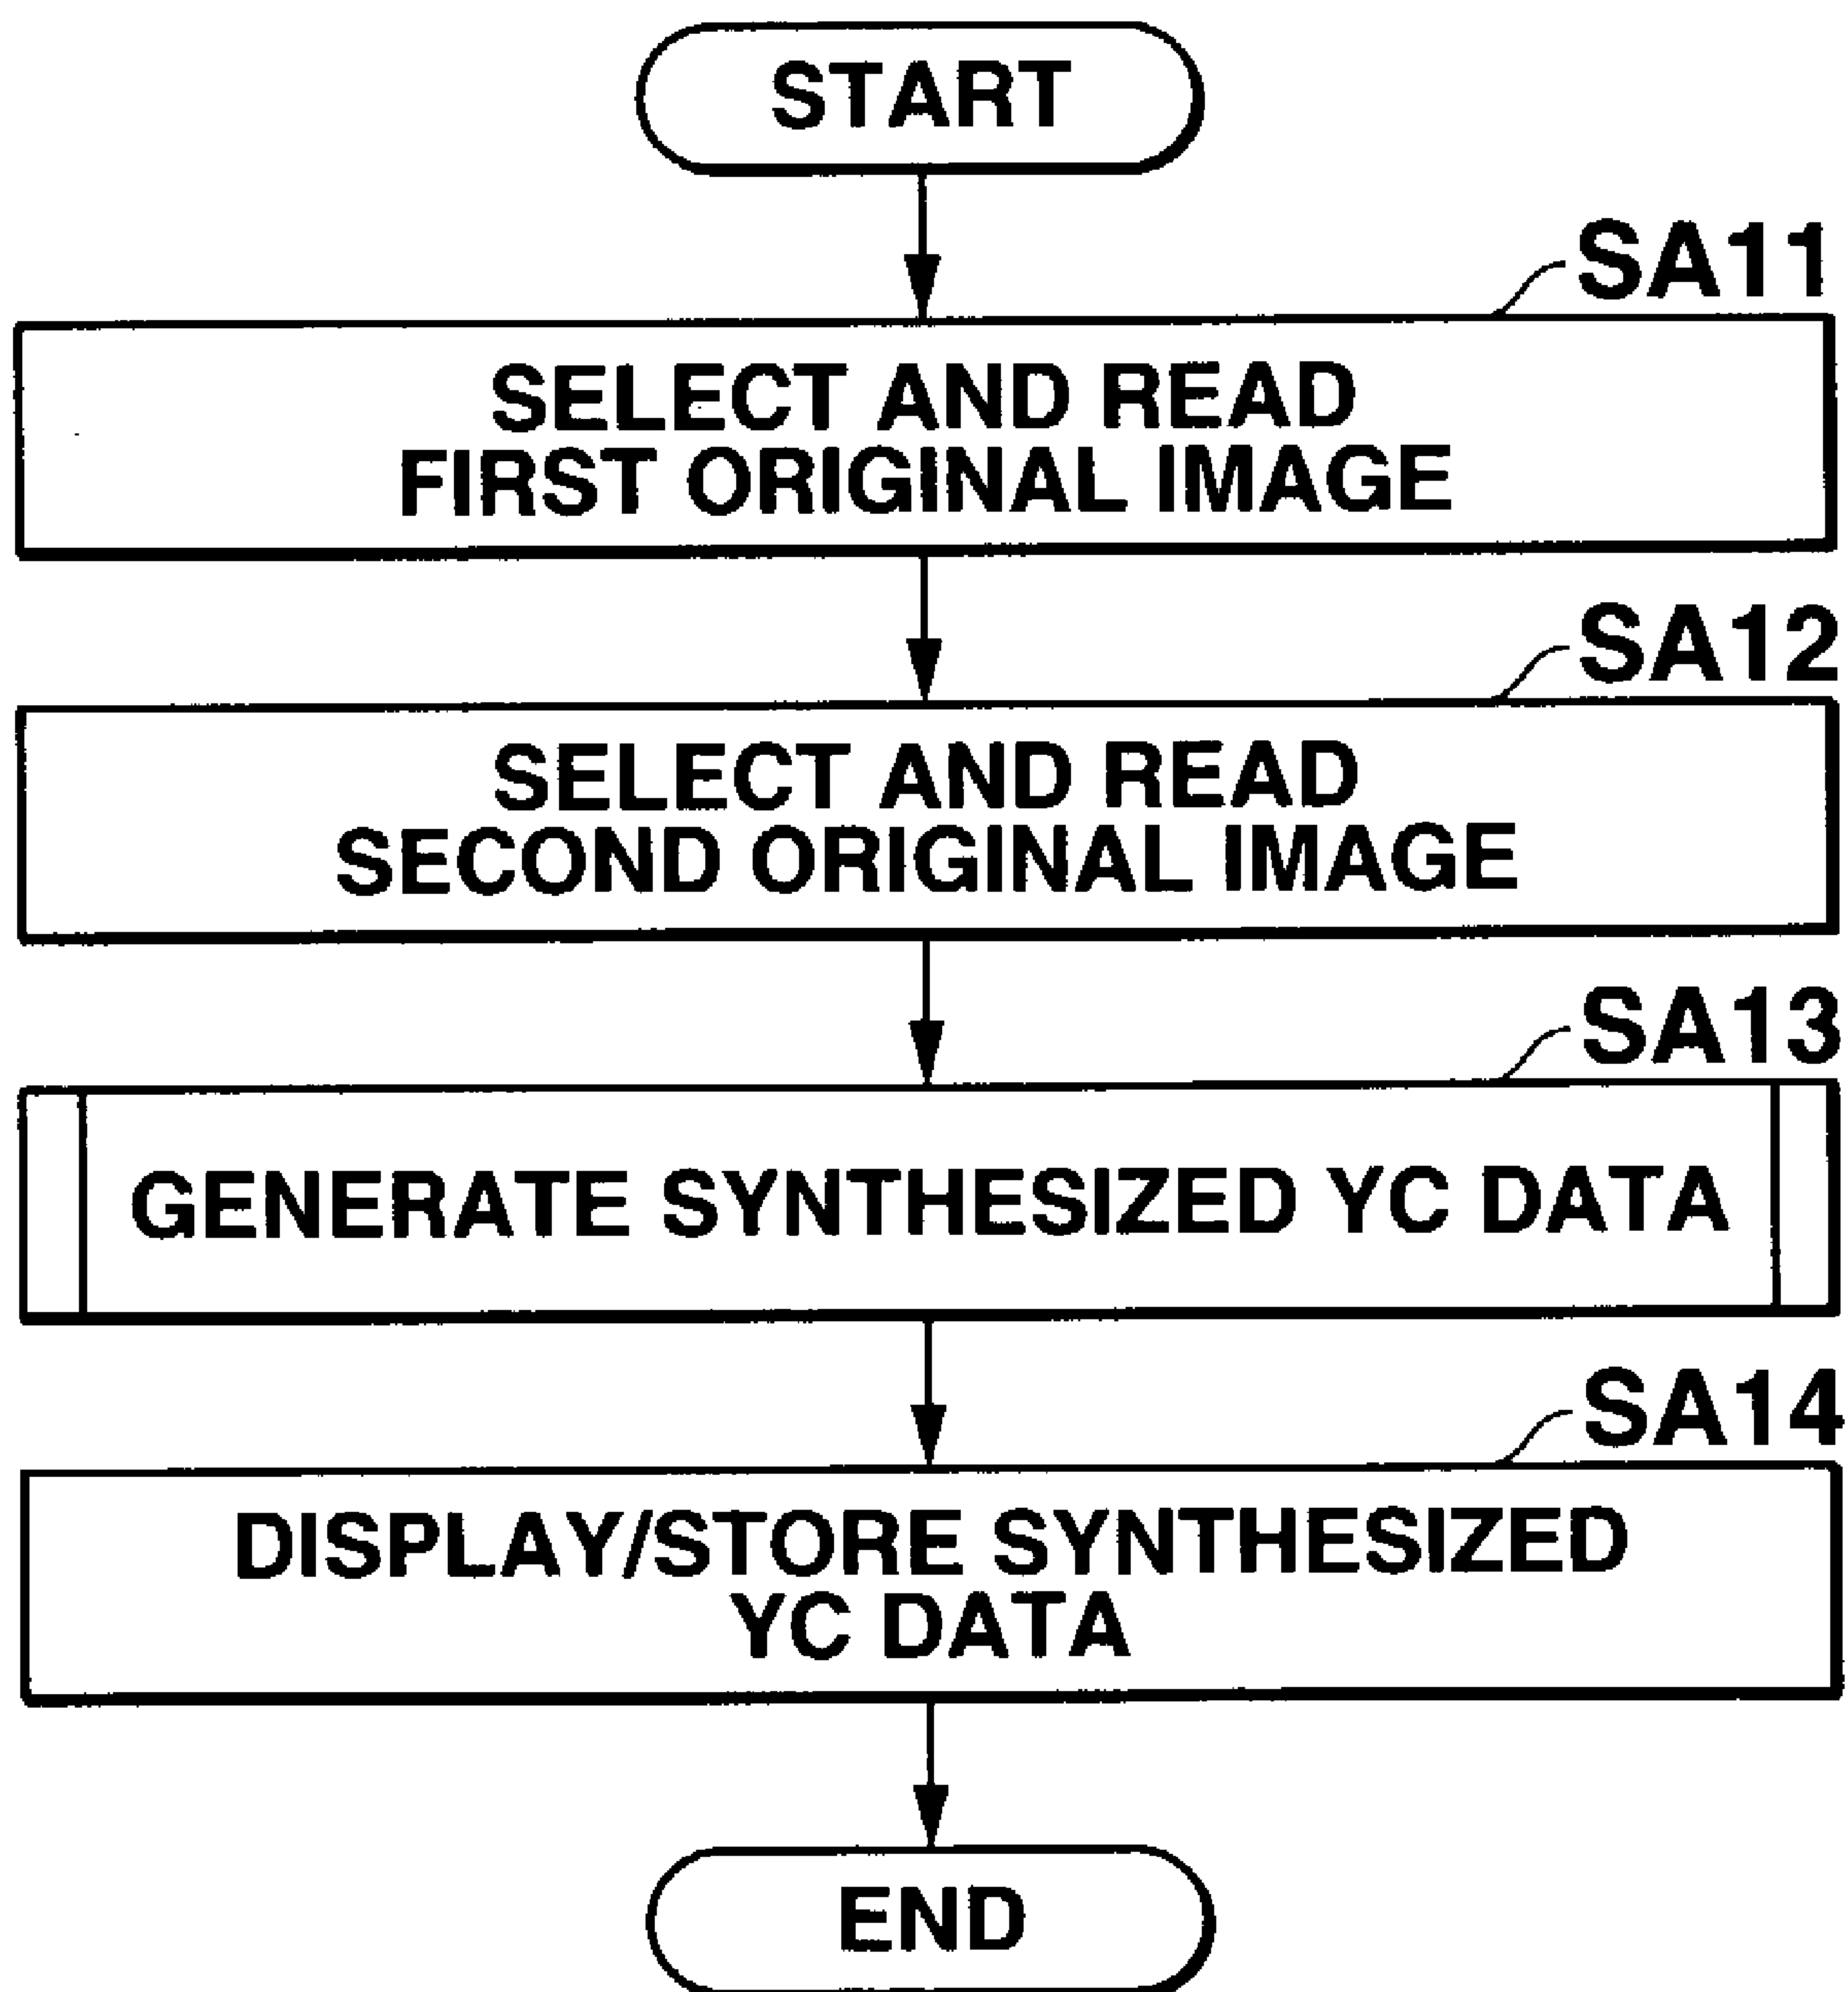 START
SA11
SELECT AND READ
FIRST ORIGINAL IMAGE
SA12
SELECT AND READ
SECOND ORIGINAL IMAGE
SA13
GENERATE SYNTHESIZED YC DATA
SA14
DISPLAY/STORE SYNTHESIZED
YC DATA
END